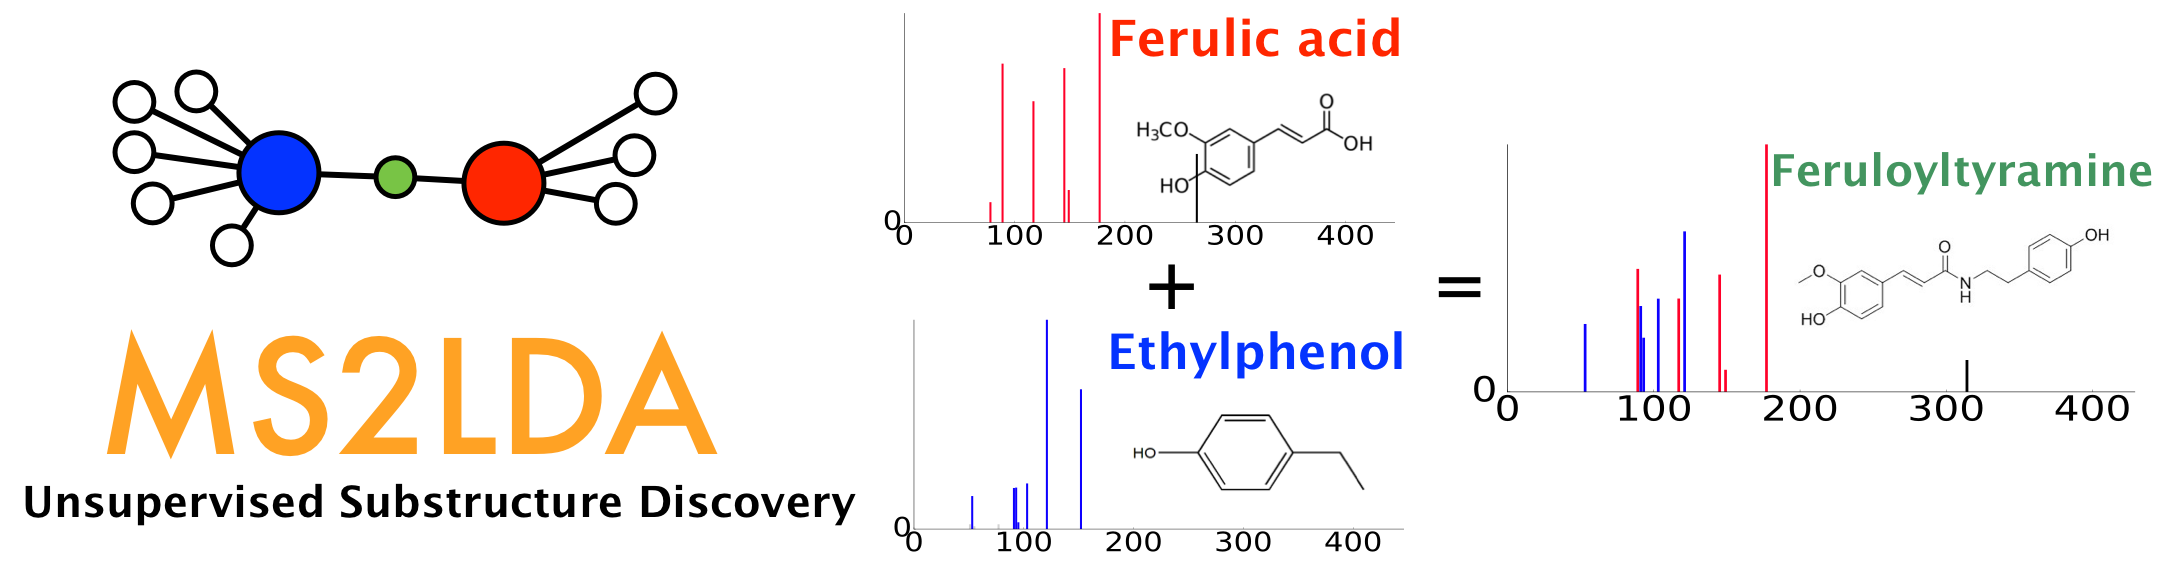 MS2LDA
Unsupervised Substructure Discovery
Ferulic acid
H₃CO
O
OH
HO
0
0 100 200 300 400
+
Ethylphenol
HO
0
0 100 200 300 400
=
Feruloyltyramine
OH
O
O
N
H
HO
0
0 100 200 300 400